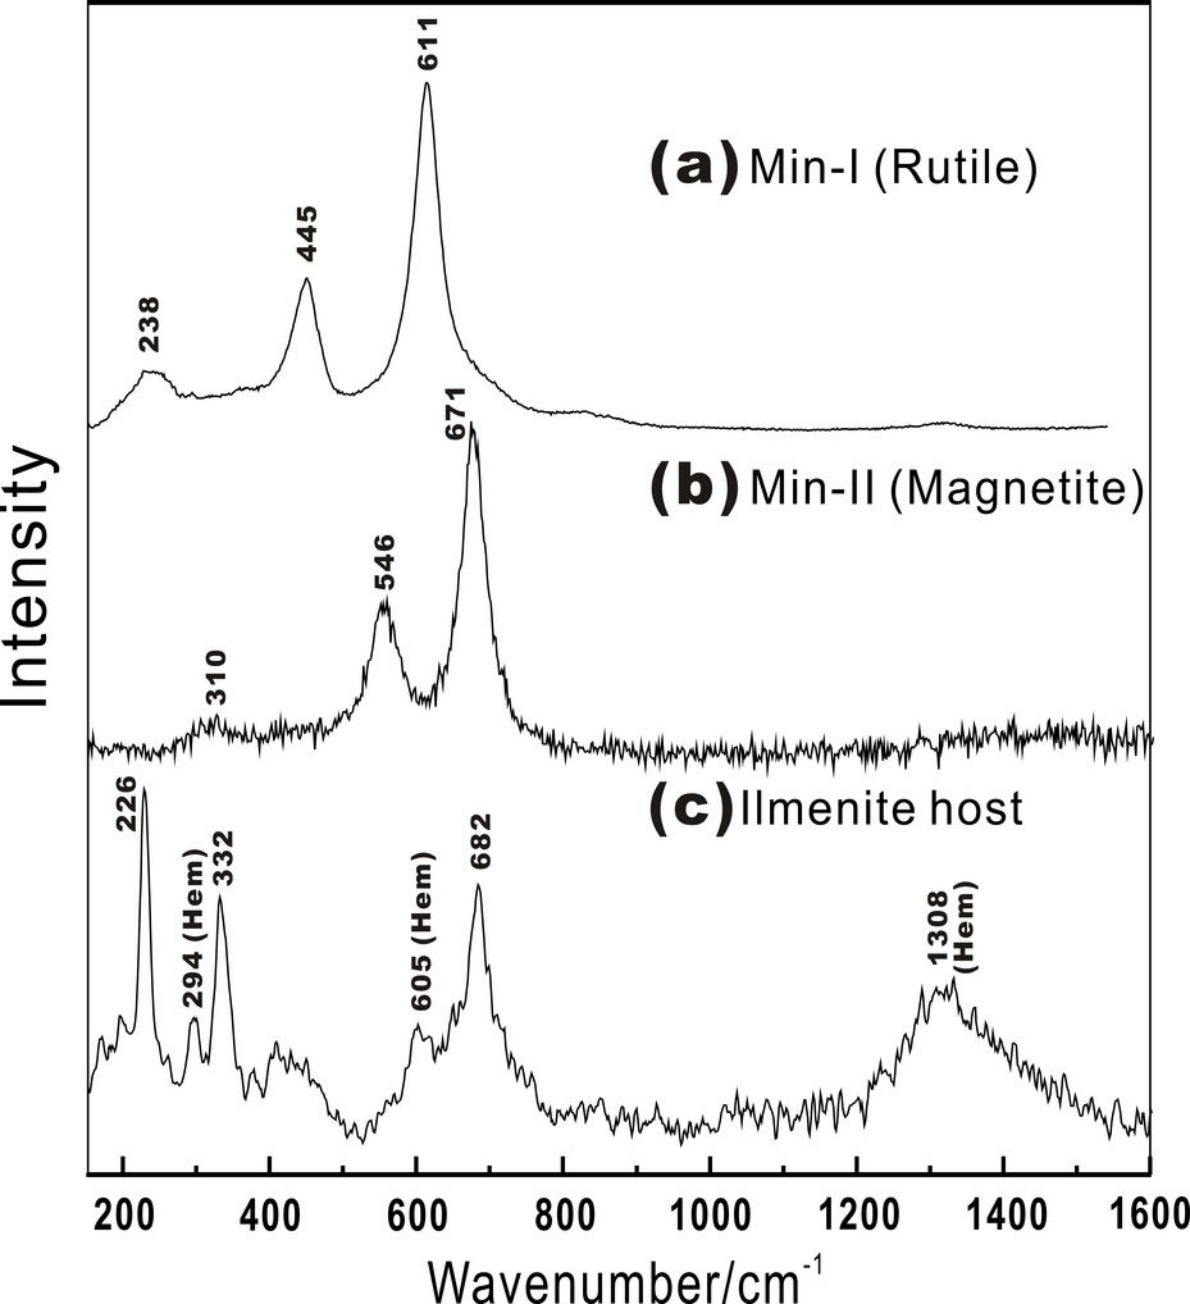 611
(a) Min-I (Rutile)
445
238
671
(b) Min-II (Magnetite)
546
310
226
(c) Ilmenite host
294 (Hem)
332
605 (Hem)
682
1308
(Hem)
Intensity
200 400 600 800 1000 1200 1400 1600
Wavenumber/cm-1